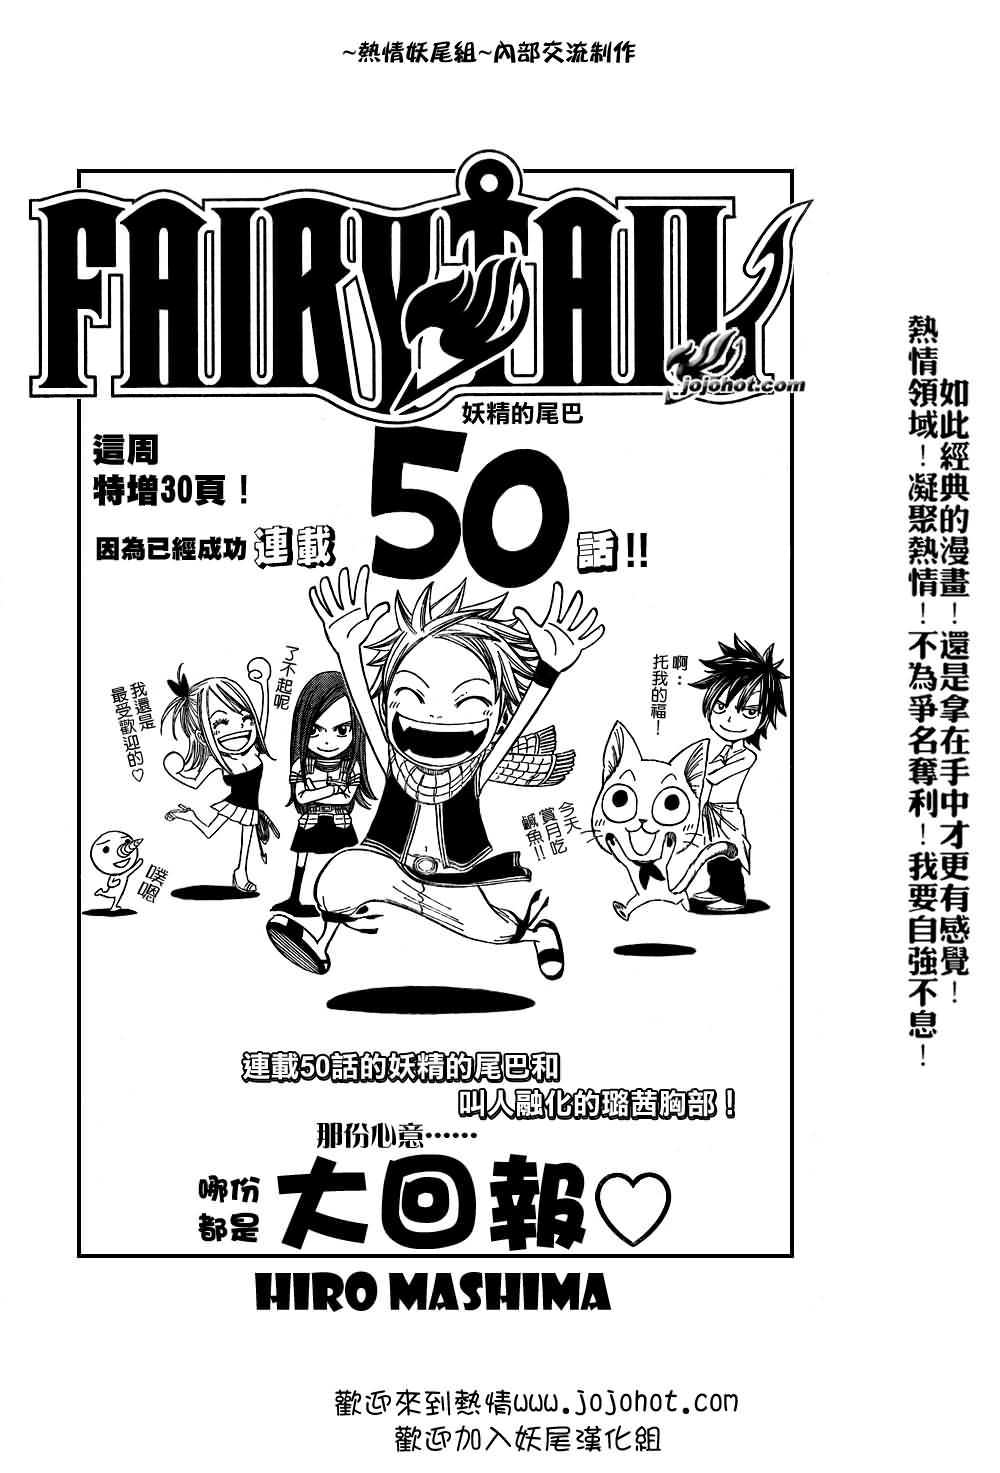 ~熱情妖尾組~內部交流制作
FAIRY TAIL
jojohot.com
妖精的尾巴
這周
特增30頁！
因為已經成功連載50話!!
啊…
托我的福！
了不起呢
我還是
最受歡迎的♡
今天
賞月吃
鹹魚!!
噗嗯
連載50話的妖精的尾巴和
叫人融化的璐茜胸部！
那份心意……
哪份
都是
大回報♡
HIRO MASHIMA
如此經典的漫畫！還是拿在手中才更有感覺！
熱情領域！凝聚熱情！不為爭名奪利！我要自強不息！
歡迎來到熱情www.jojohot.com
歡迎加入妖尾漢化組